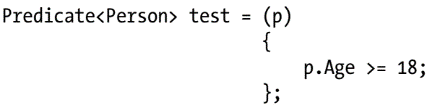 Predicate<Person> test = (p)
{
p.Age >= 18;
};